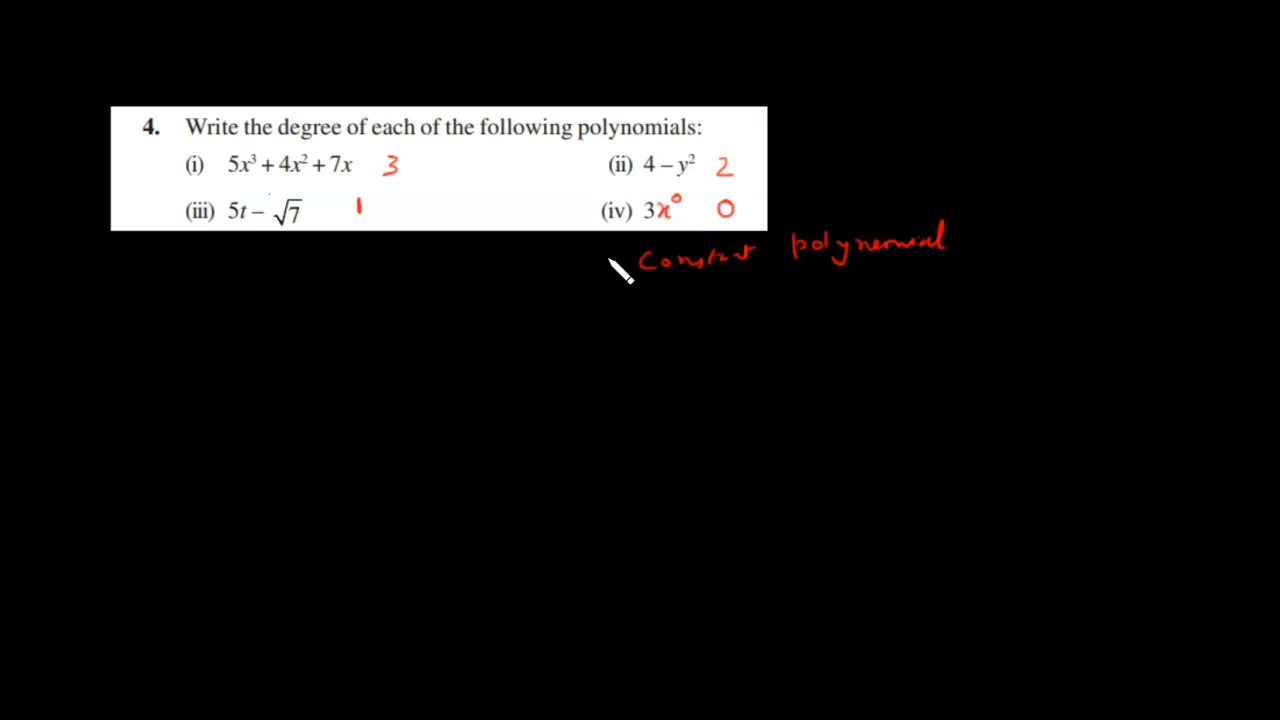 4. Write the degree of each of the following polynomials:
(i) 5x³ + 4x² + 7x 3 (ii) 4 – y² 2
(iii) 5t – √7 1 (iv) 3x⁰ 0
Constant polynomial